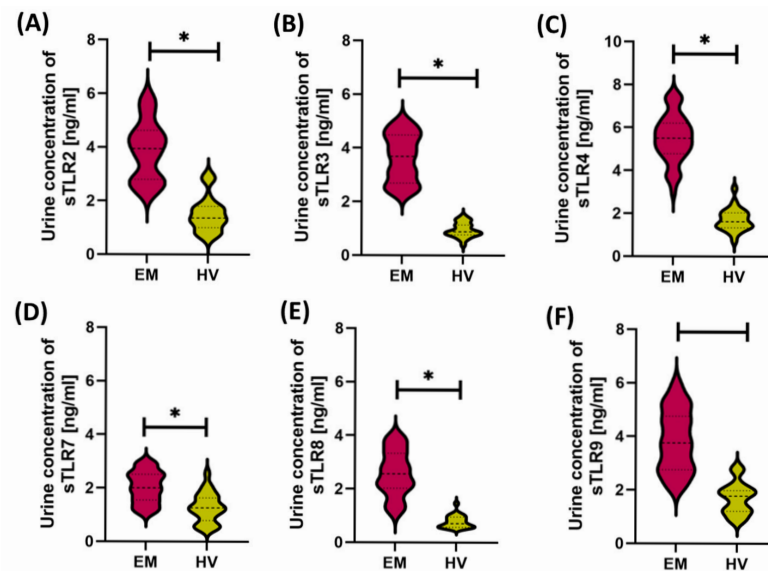 (A)
Urine concentration of
sTLR2 [ng/ml]
8
6
4
2
0
*
EM HV
(B)
Urine concentration of
sTLR3 [ng/ml]
8
6
4
2
0
*
EM HV
(C)
Urine concentration of
sTLR4 [ng/ml]
10
8
6
4
2
0
*
EM HV
(D)
Urine concentration of
sTLR7 [ng/ml]
8
6
4
2
0
*
EM HV
(E)
Urine concentration of
sTLR8 [ng/ml]
8
6
4
2
0
*
EM HV
(F)
Urine concentration of
sTLR9 [ng/ml]
8
6
4
2
0
EM HV